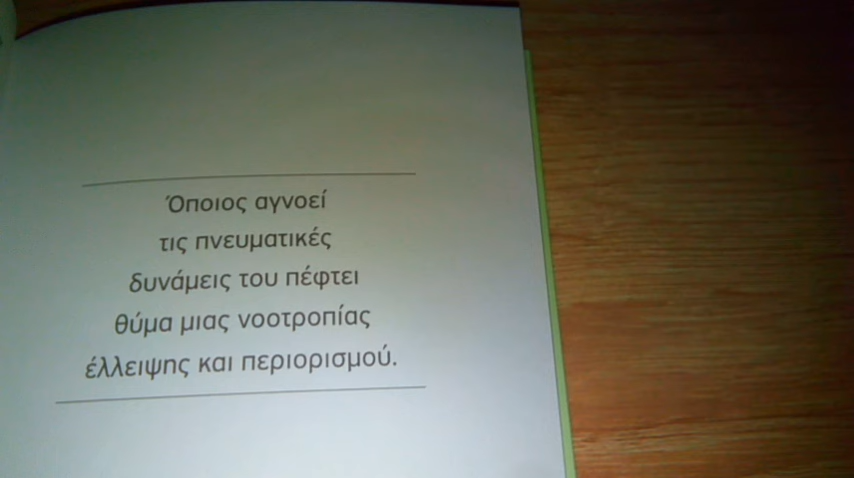 Όποιος αγνοεί
τις πνευματικές
δυνάμεις του πέφτει
θύμα μιας νοοτροπίας
έλλειψης και περιορισμού.